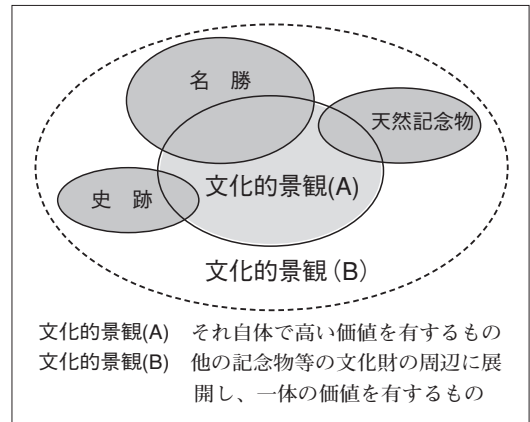 名　勝
天然記念物
文化的景観(A)
史　跡
文化的景観（B）
文化的景観(A)　それ自体で高い価値を有するもの
文化的景観(B)　他の記念物等の文化財の周辺に展
開し、一体の価値を有するもの